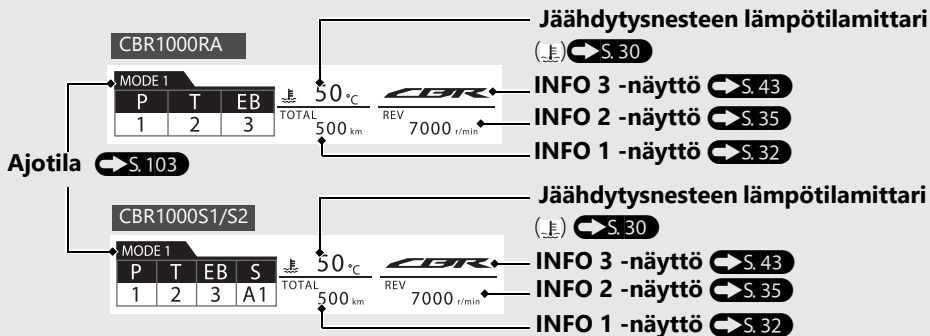 Jäähdytysnesteen lämpötilamittari
( ) S. 30
CBR1000RA
MODE 1
P T EB
1 2 3
50 °C
TOTAL
500 km
CBR
REV
7000 r/min
INFO 3 -näyttö S. 43
INFO 2 -näyttö S. 35
INFO 1 -näyttö S. 32
Ajotila S. 103
Jäähdytysnesteen lämpötilamittari
( ) S. 30
CBR1000S1/S2
MODE 1
P T EB S
1 2 3 A1
50 °C
TOTAL
500 km
CBR
REV
7000 r/min
INFO 3 -näyttö S. 43
INFO 2 -näyttö S. 35
INFO 1 -näyttö S. 32